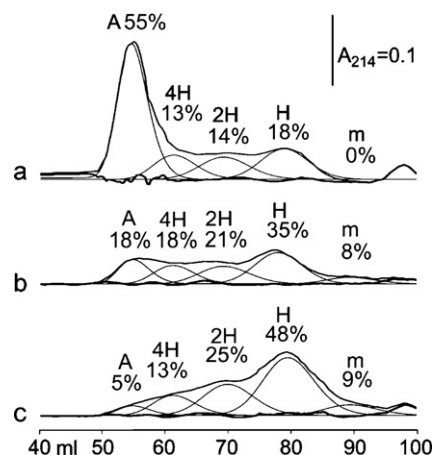 A 55%
A₂₁₄=0.1
4H
13%
2H
14%
H
18%
m
0%
a
A
18%
4H
18%
2H
21%
H
35%
m
8%
b
A
5%
4H
13%
2H
25%
H
48%
m
9%
c
40 ml 50 60 70 80 90 100